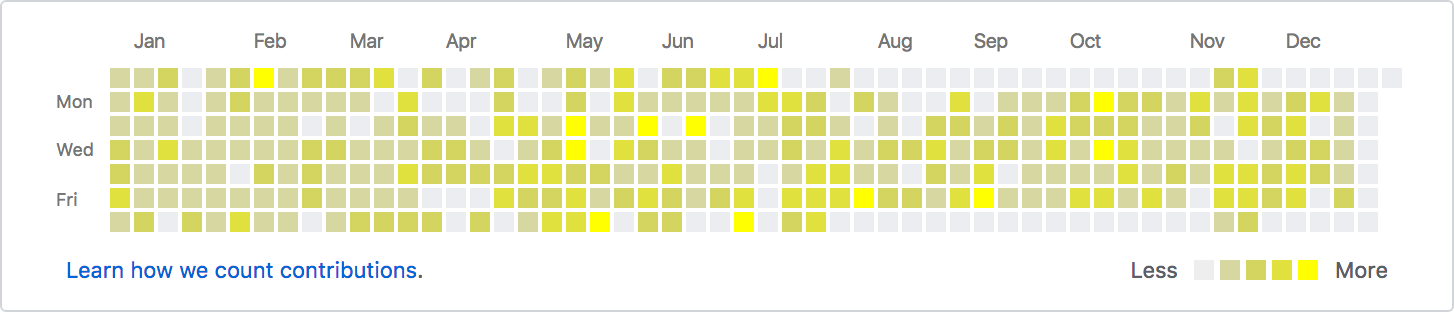 Jan Feb Mar Apr May Jun Jul Aug Sep Oct Nov Dec
Mon
Wed
Fri
Learn how we count contributions. Less More